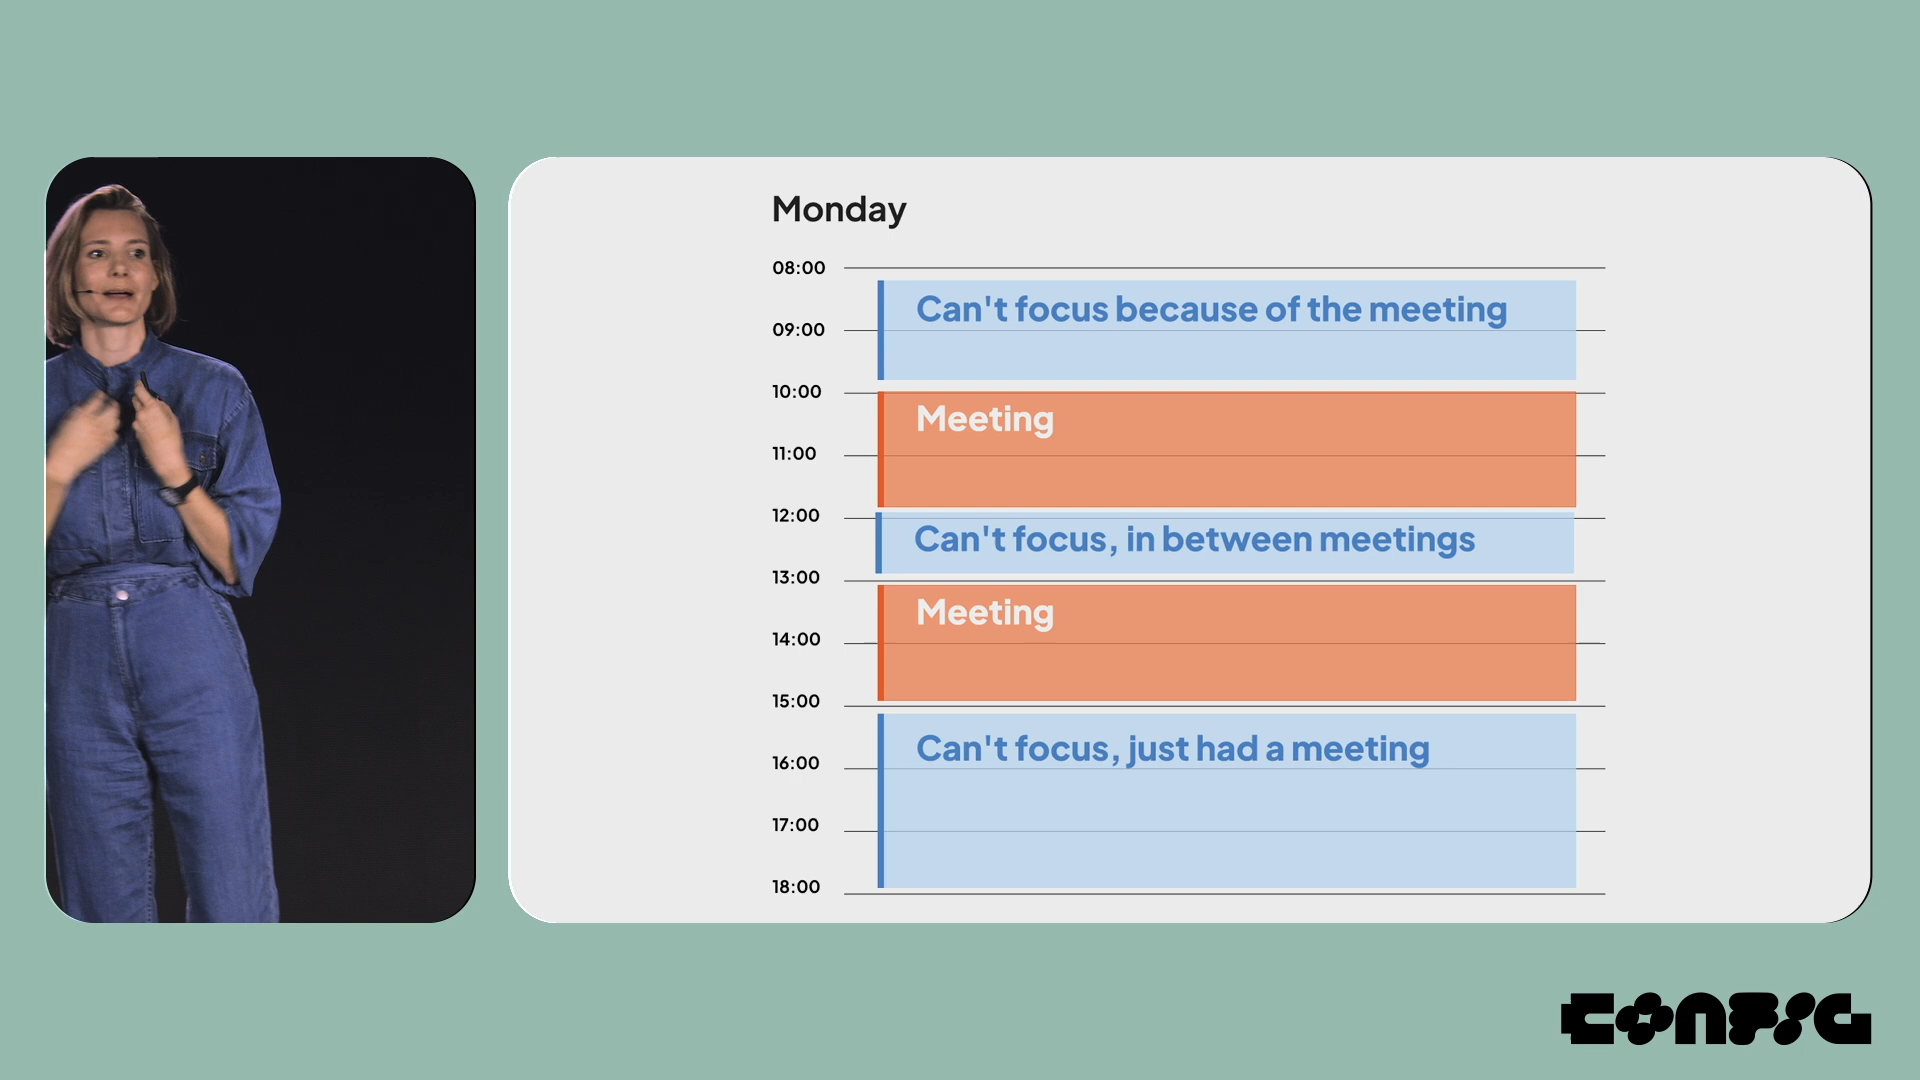 Monday
08:00
Can't focus because of the meeting
09:00
10:00
Meeting
11:00
12:00
Can't focus, in between meetings
13:00
Meeting
14:00
15:00
Can't focus, just had a meeting
16:00
17:00
18:00
CONFIG